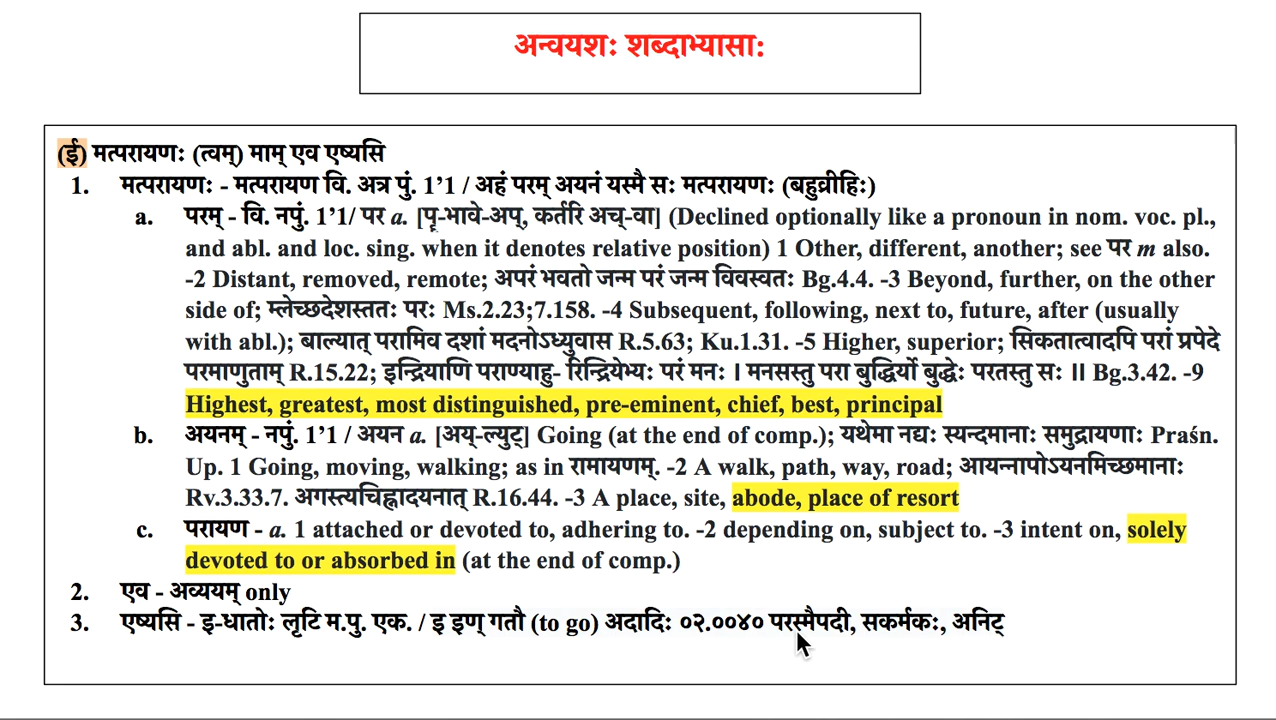 अन्वयशः शब्दाभ्यासाः
(ई) मत्परायणः (त्वम्) माम् एव एष्यसि
1. मत्परायणः - मत्परायण वि. अत्र पुं. 1’1 / अहं परम् अयनं यस्मै सः मत्परायणः (बहुव्रीहिः)
a. परम् - वि. नपुं. 1’1/ पर a. [पृ-भावे-अप्, कर्तरि अच्-वा] (Declined optionally like a pronoun in nom. voc. pl.,
and abl. and loc. sing. when it denotes relative position) 1 Other, different, another; see पर m also.
-2 Distant, removed, remote; अपरं भवतो जन्म परं जन्म विवस्वतः Bg.4.4. -3 Beyond, further, on the other
side of; म्लेच्छदेशस्ततः परः Ms.2.23;7.158. -4 Subsequent, following, next to, future, after (usually
with abl.); बाल्यात् परामिव दशां मदनोऽध्युवास R.5.63; Ku.1.31. -5 Higher, superior; सिकतात्वादपि परां प्रपेदे
परमाणुताम् R.15.22; इन्द्रियाणि पराण्याहु- रिन्द्रियेभ्यः परं मनः । मनसस्तु परा बुद्धिर्यो बुद्धेः परतस्तु सः ॥ Bg.3.42. -9
Highest, greatest, most distinguished, pre-eminent, chief, best, principal
b. अयनम् - नपुं. 1’1 / अयन a. [अय्-ल्युट्] Going (at the end of comp.); यथेमा नद्यः स्यन्दमानाः समुद्रायणाः Praśn.
Up. 1 Going, moving, walking; as in रामायणम्. -2 A walk, path, way, road; आयन्नापोऽयनमिच्छमानाः
Rv.3.33.7. अगस्त्यचिह्नादयनात् R.16.44. -3 A place, site, abode, place of resort
c. परायण - a. 1 attached or devoted to, adhering to. -2 depending on, subject to. -3 intent on, solely
devoted to or absorbed in (at the end of comp.)
2. एव - अव्ययम् only
3. एष्यसि - इ-धातोः लृटि म.पु. एक. / इ इण् गतौ (to go) अदादिः ०२.००४० परस्मैपदी, सकर्मकः, अनिट्